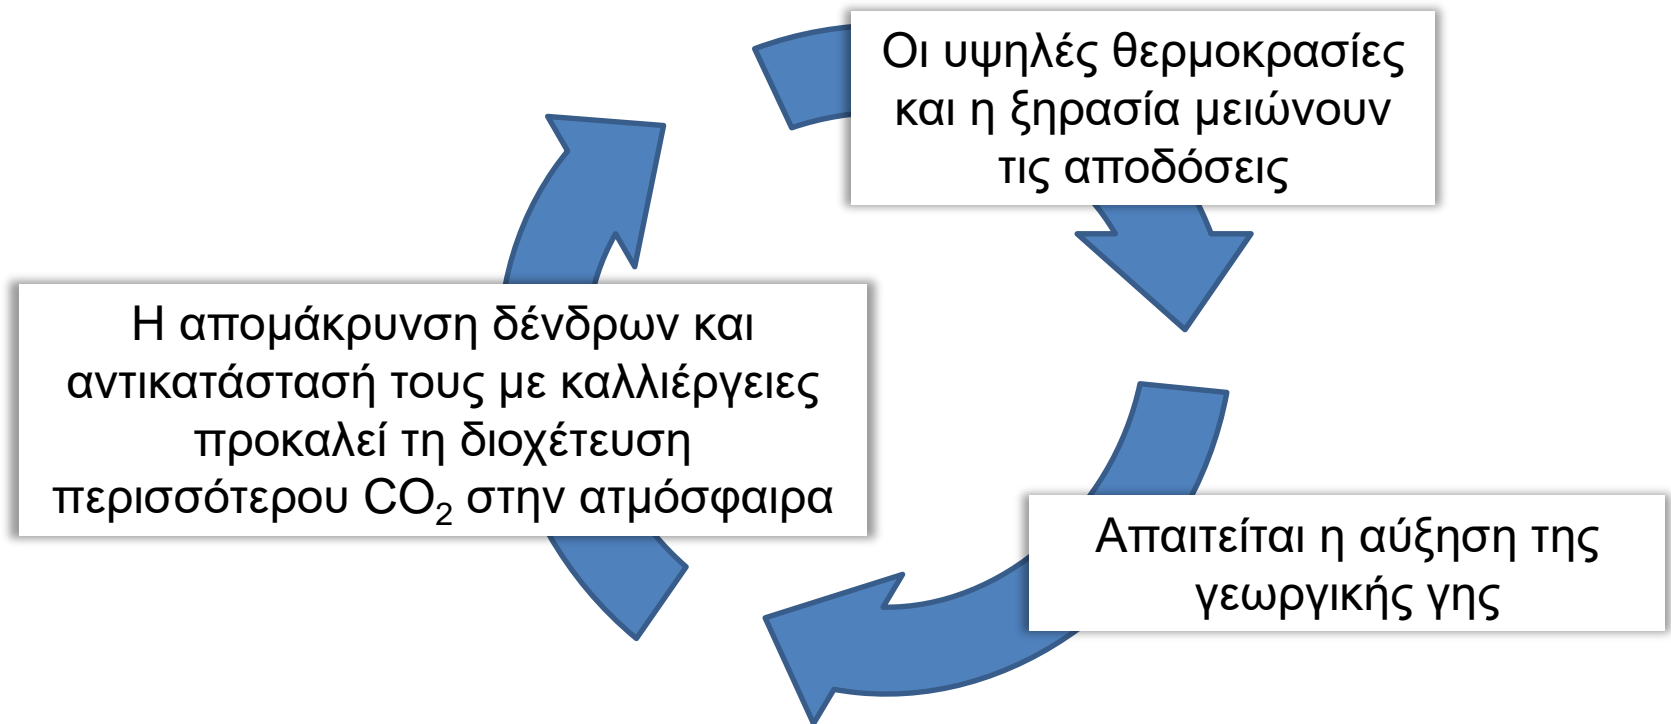 Οι υψηλές θερμοκρασίες
και η ξηρασία μειώνουν
τις αποδόσεις
Απαιτείται η αύξηση της
γεωργικής γης
Η απομάκρυνση δένδρων και
αντικατάστασή τους με καλλιέργειες
προκαλεί τη διοχέτευση
περισσότερου CO₂ στην ατμόσφαιρα